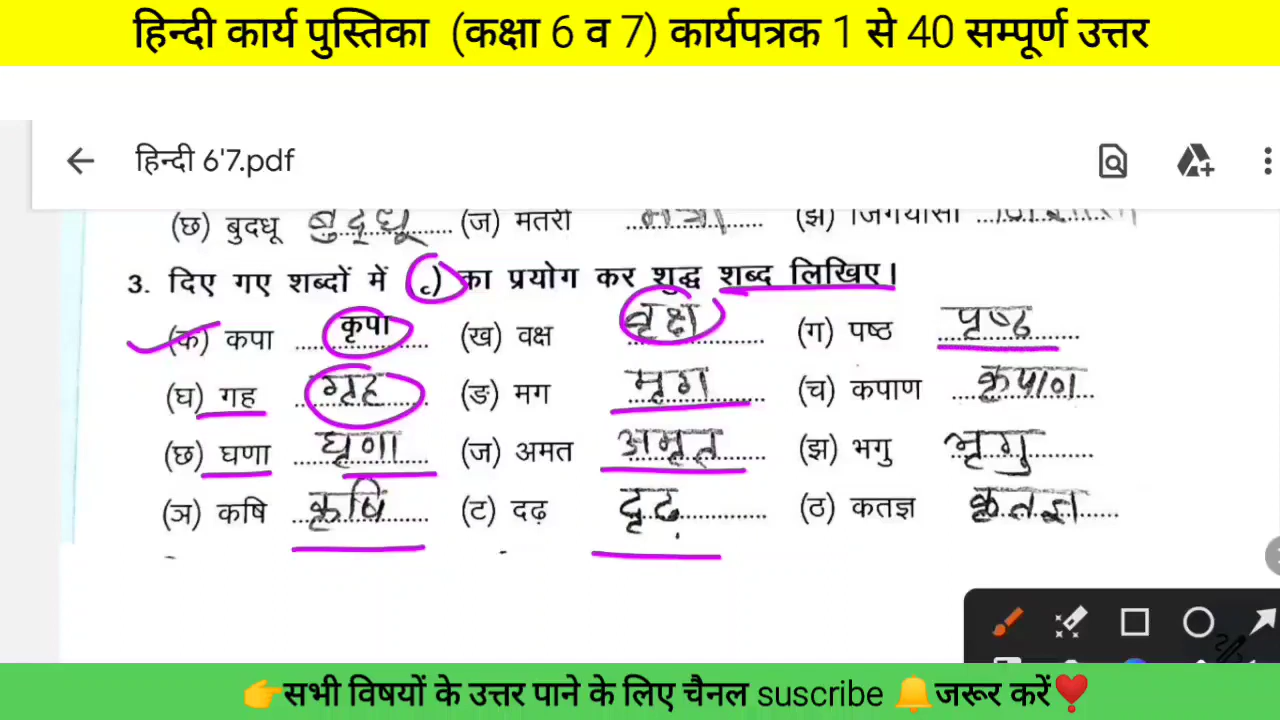 हिन्दी कार्य पुस्तिका (कक्षा 6 व 7) कार्यपत्रक 1 से 40 सम्पूर्ण उत्तर
हिन्दी 6'7.pdf
(छ) बुदधू बुद्धू (ज) मतरी (झ) जिगयासा
3. दिए गए शब्दों में (ृ) का प्रयोग कर शुद्ध शब्द लिखिए।
(क) कपा कृपा (ख) वक्ष वृक्ष (ग) पष्ठ पृष्ठ
(घ) गह गृह (ङ) मग मृग (च) कपाण कृपाण
(छ) घणा घृणा (ज) अमत अमृत (झ) भगु भृगु
(ञ) कषि कृषि (ट) दढ़ दृढ़ (ठ) कतज्ञ कृतज्ञ
👉सभी विषयों के उत्तर पाने के लिए चैनल suscribe 🔔जरूर करें❣️